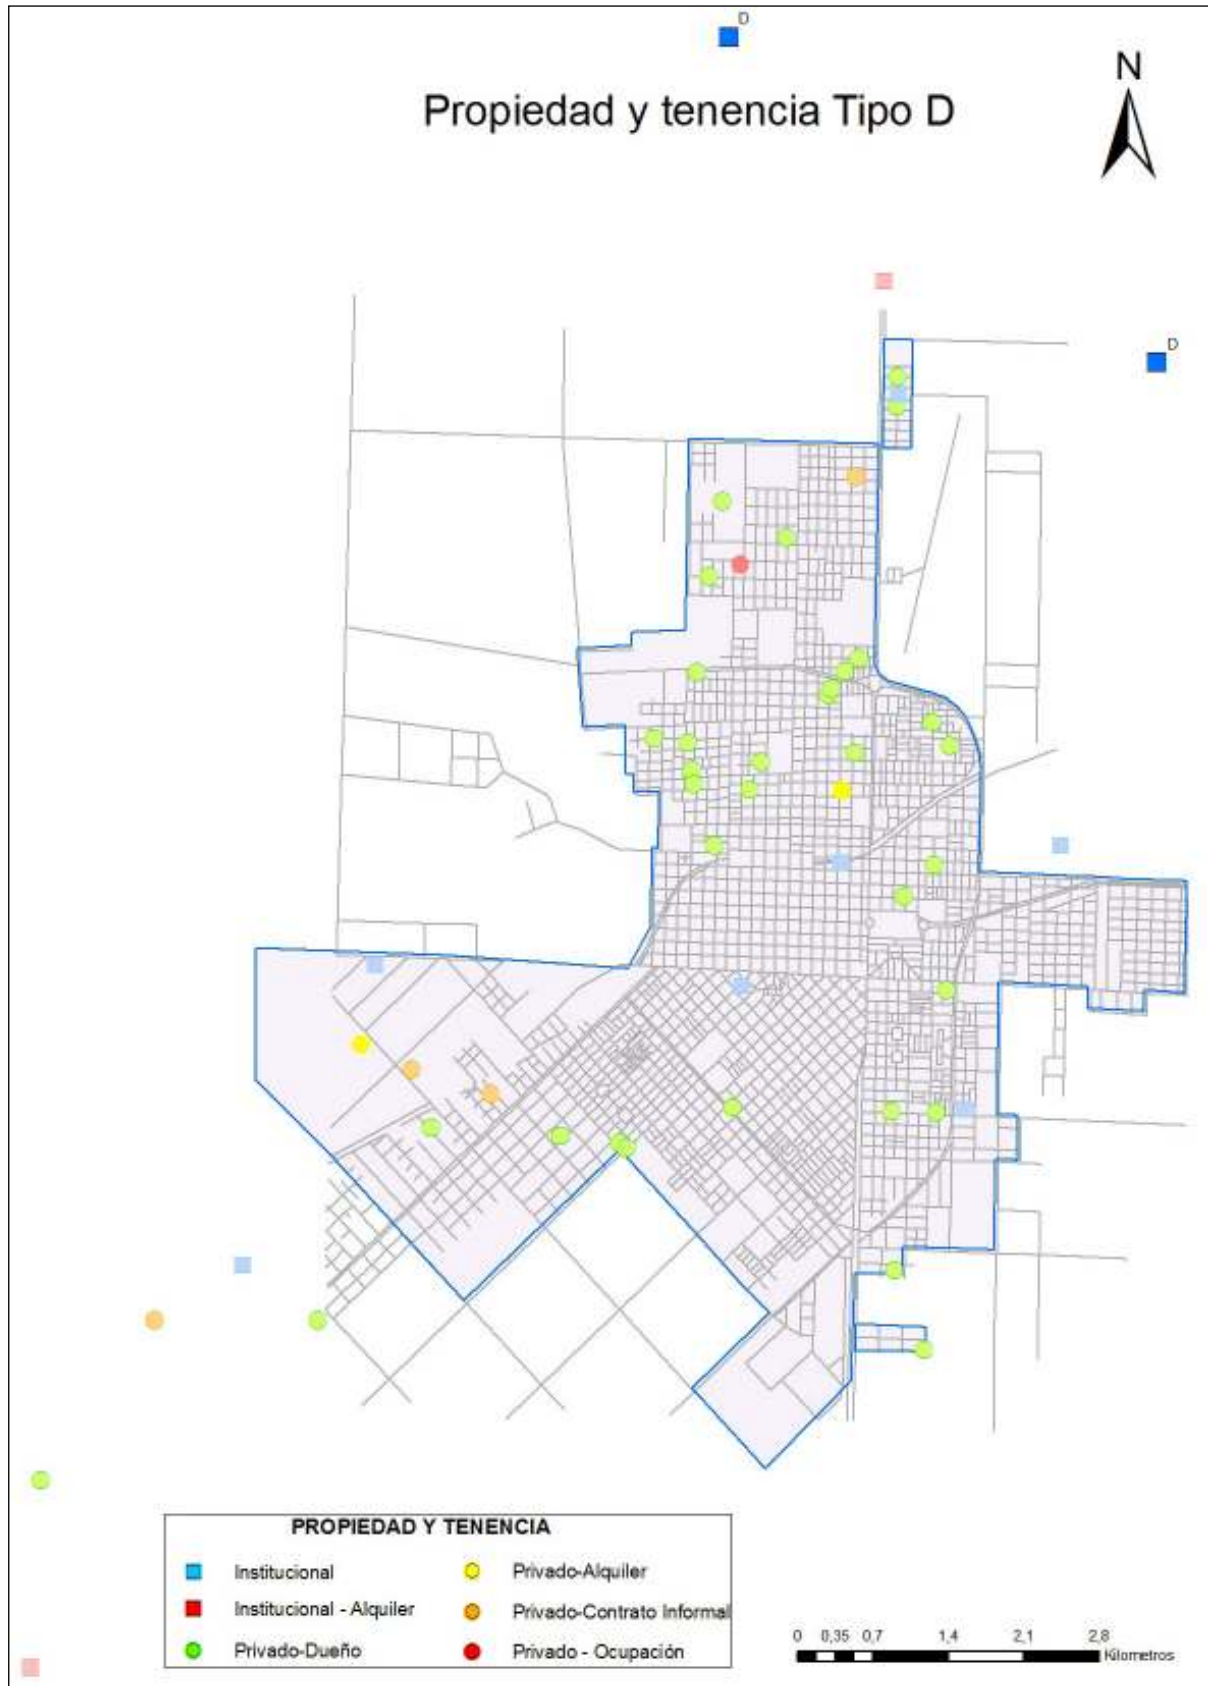 D
N
Propiedad y tenencia Tipo D
D
PROPIEDAD Y TENENCIA
Institucional
Privado-Alquiler
Institucional - Alquiler
Privado-Contrato Informal
Privado-Dueño
Privado - Ocupación
0 0,35 0,7 1,4 2,1 2,8
Kilometros